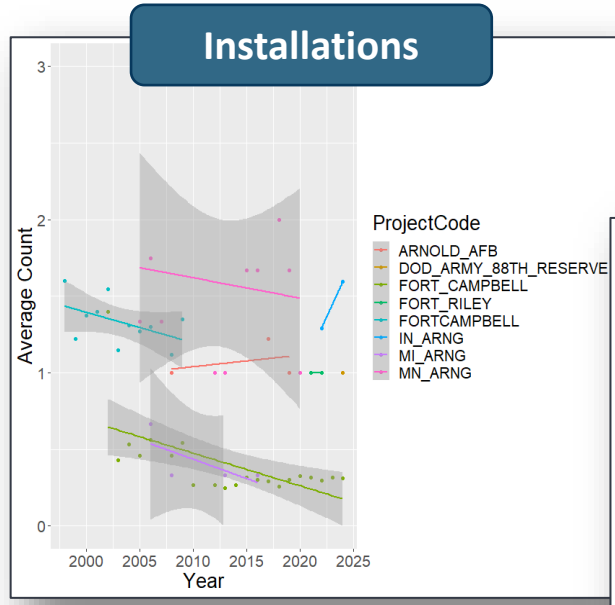 Installations
3
2
1
0
Average Count
2000 2005 2010 2015 2020 2025
Year
ProjectCode
ARNOLD_AFB
DOD_ARMY_88TH_RESERVE
FORT_CAMPBELL
FORT_RILEY
FORTCAMPBELL
IN_ARNG
MI_ARNG
MN_ARNG